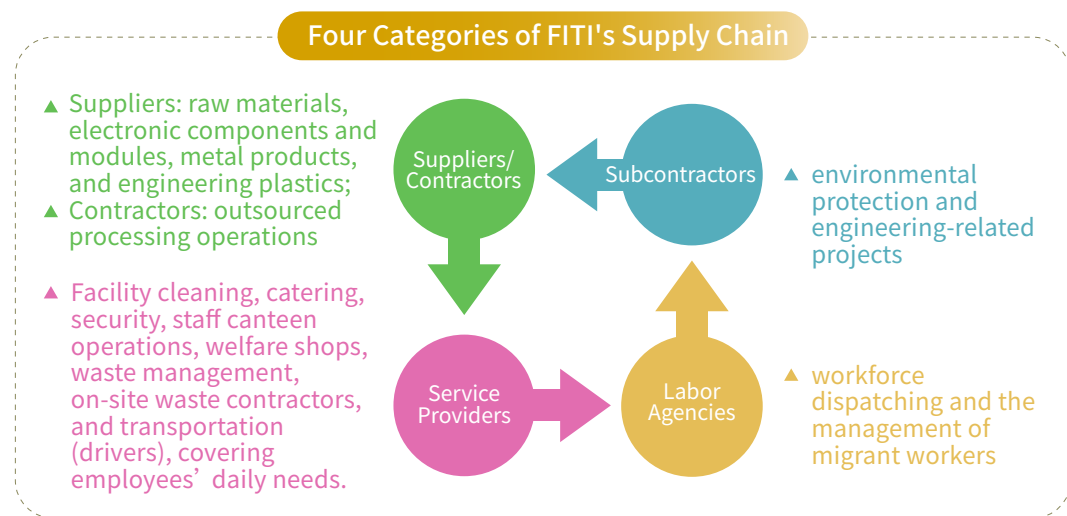 Four Categories of FITI's Supply Chain
▲ Suppliers: raw materials,
electronic components and
modules, metal products,
and engineering plastics;
▲ Contractors: outsourced
processing operations
Suppliers/
Contractors
Subcontractors
▲ environmental
protection and
engineering-related
projects
▲ Facility cleaning, catering,
security, staff canteen
operations, welfare shops,
waste management,
on-site waste contractors,
and transportation
(drivers), covering
employees’ daily needs.
Service
Providers
Labor
Agencies
▲ workforce
dispatching and the
management of
migrant workers